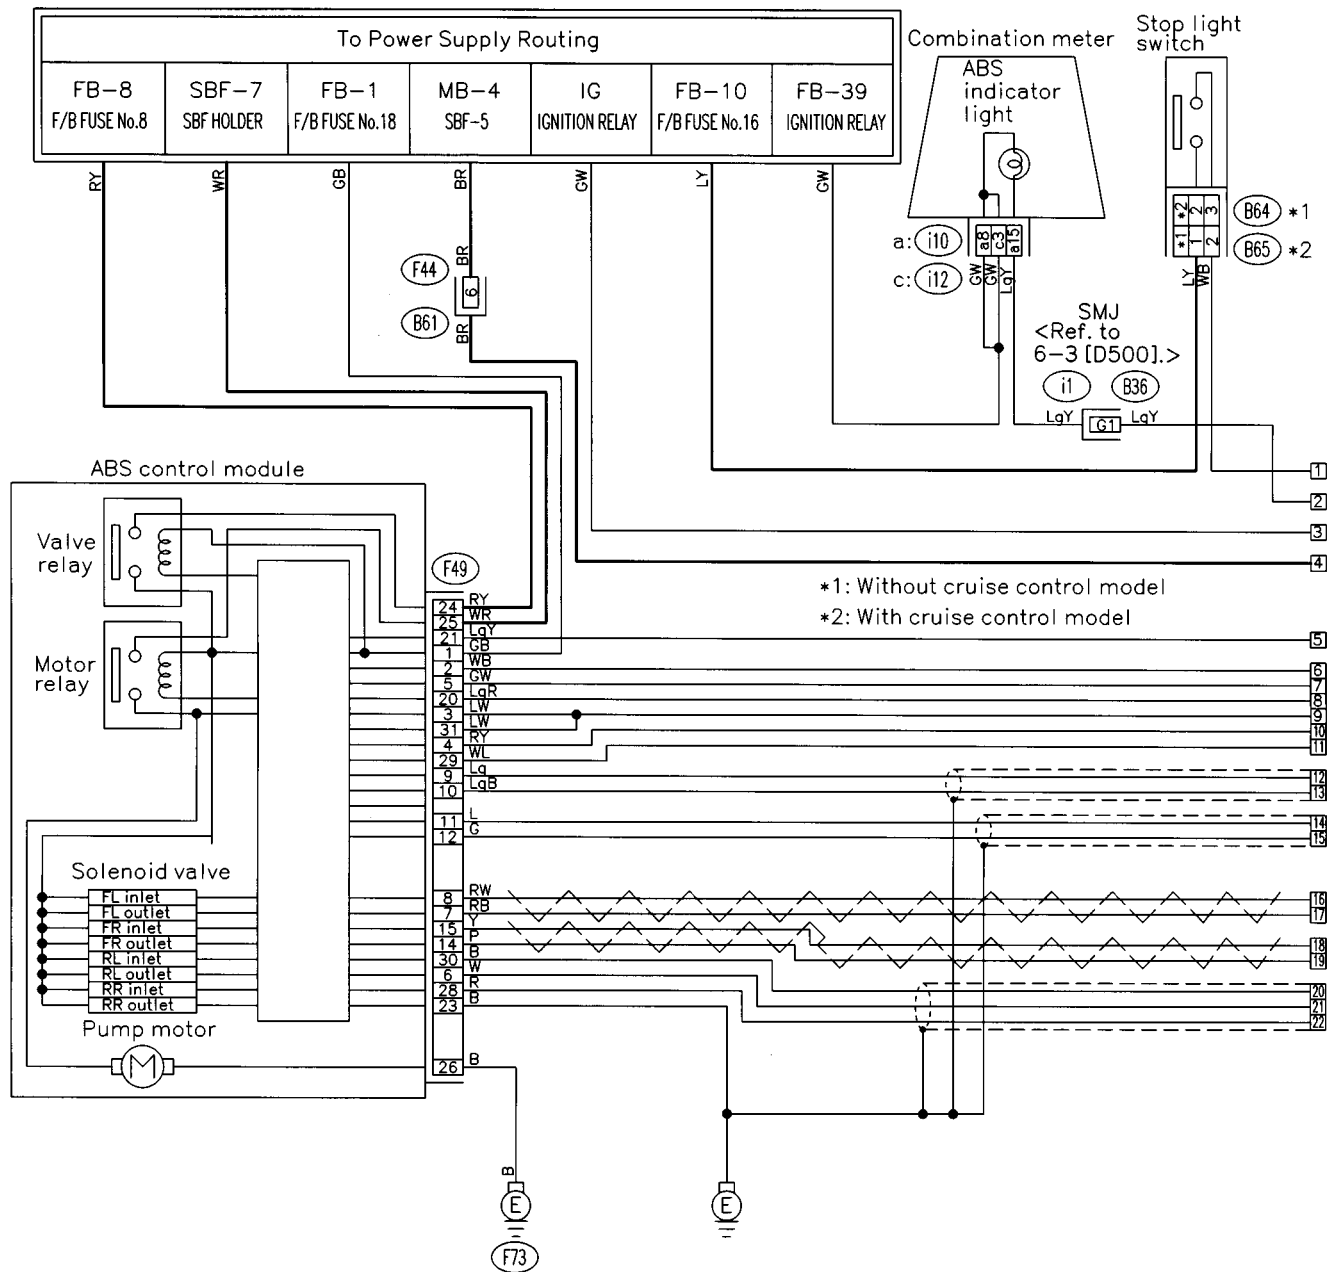 To Power Supply Routing
FB-8
F/B FUSE No.8
SBF-7
SBF HOLDER
FB-1
F/B FUSE No.18
MB-4
SBF-5
IG
IGNITION RELAY
FB-10
F/B FUSE No.16
FB-39
IGNITION RELAY
RY
WR
GB
BR
GW
LY
GW
Combination meter
ABS
indicator
light
Stop light
switch
a: i10
c: i12
a8
c3
a15
GW
GW
LgY
*2
2
3
*1
1
2
B64 *1
B65 *2
LY
WB
F44
BR
6
B61
BR
SMJ
<Ref. to
6-3 [D500].>
i1
B36
LgY
G1
LgY
1
2
3
4
*1: Without cruise control model
*2: With cruise control model
ABS control module
Valve
relay
Motor
relay
F49
24 RY
25 WR
21 LgY
1 GB
2 WB
5 GW
20 LgR
3 LW
31 LW
4 RY
29 WL
9 Lg
10 LgB
11 L
12 G
8 RW
7 RB
15 Y
14 P
30 B
6 W
28 R
23 B
26 B
5
6
7
8
9
10
11
12
13
14
15
16
17
18
19
20
21
22
Solenoid valve
FL inlet
FL outlet
FR inlet
FR outlet
RL inlet
RL outlet
RR inlet
RR outlet
Pump motor
M
B
E
F73
E